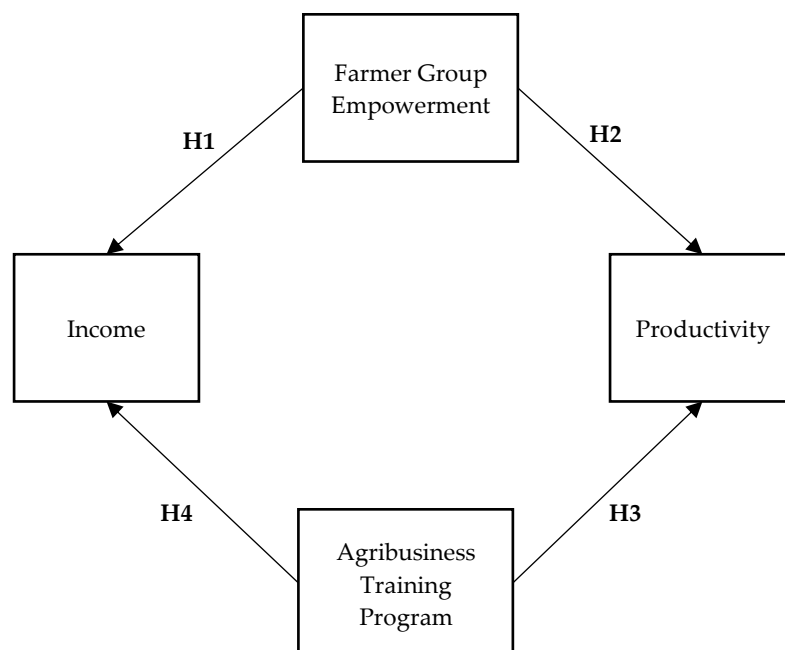 Farmer Group
Empowerment
H1
H2
Income
Productivity
H4
H3
Agribusiness
Training
Program